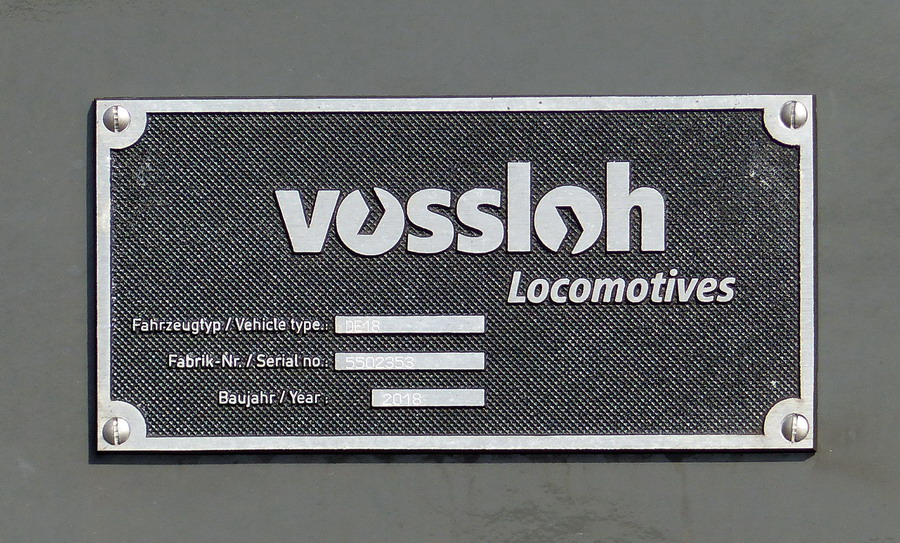 vossloh
Locomotives
Fahrzeugtyp / Vehicle type.: DE18
Fabrik-Nr. / Serial no.: 5502353
Baujahr / Year : 2018